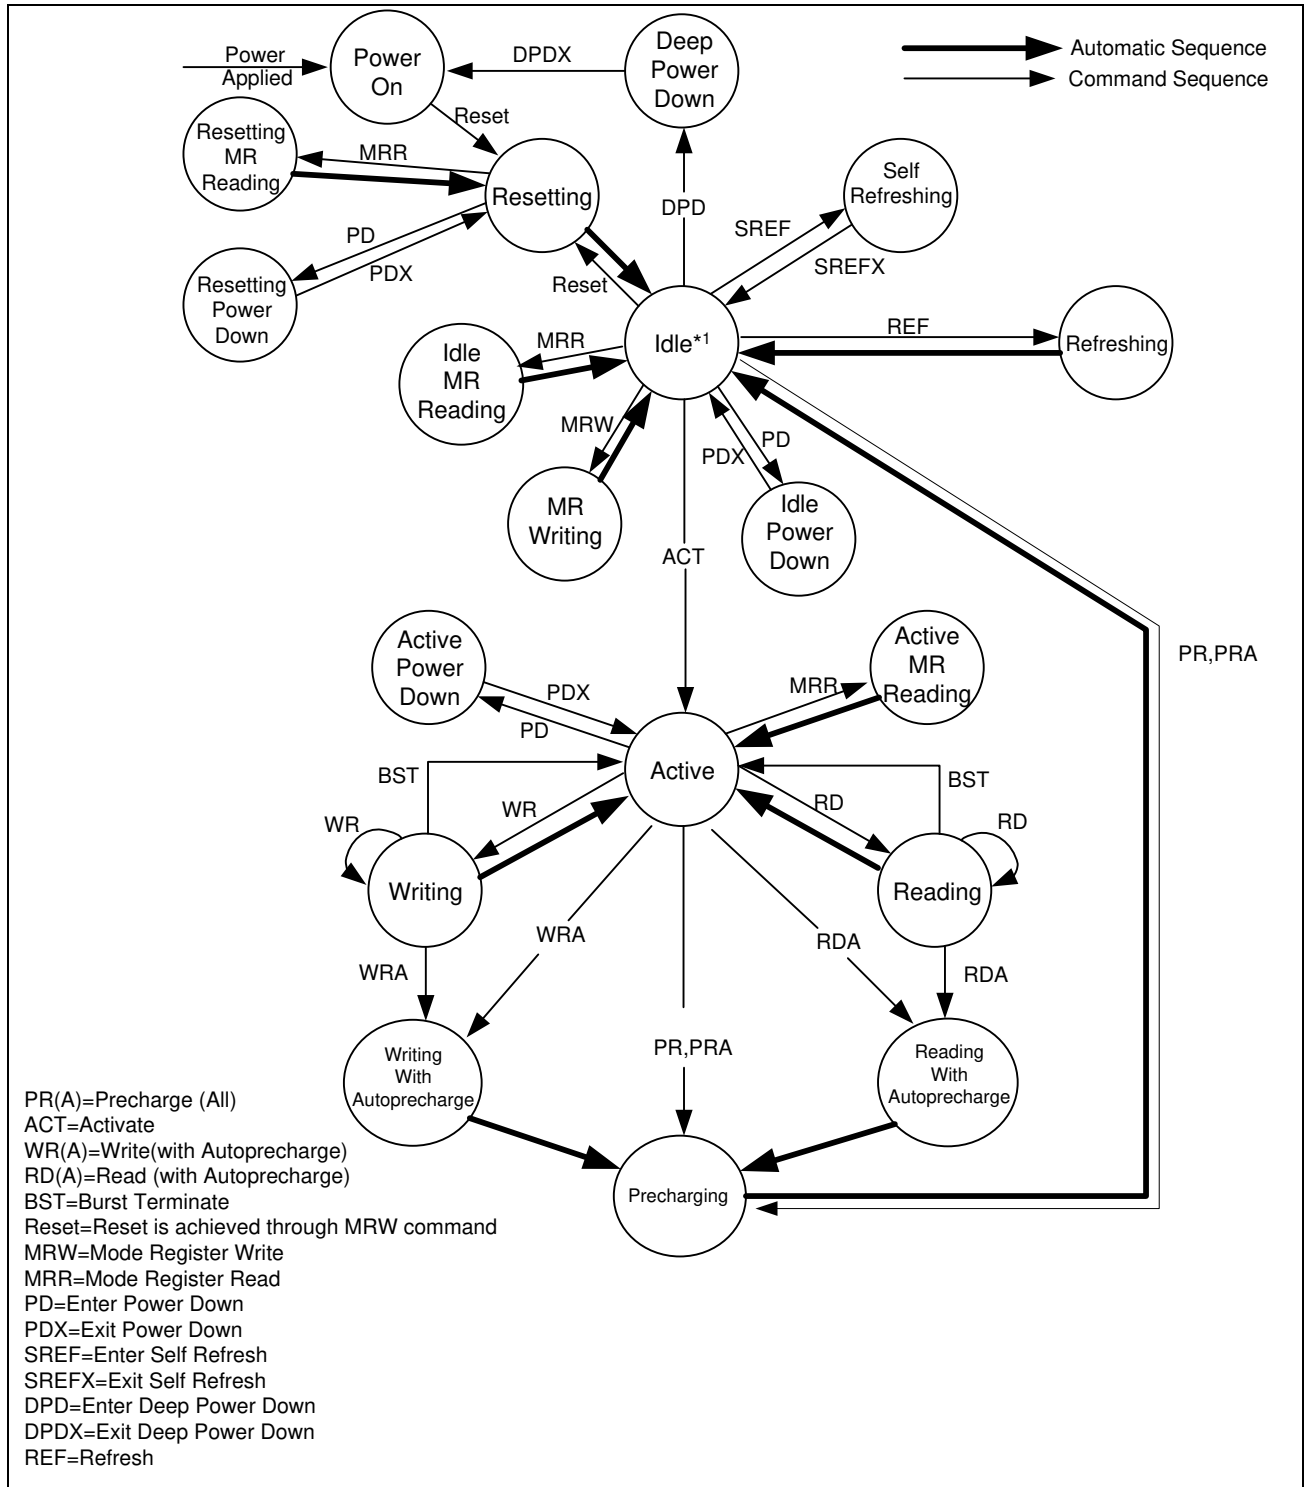 Power
Applied
Power
On
DPDX
Deep
Power
Down
Automatic Sequence
Command Sequence
Reset
Resetting
MR
Reading
MRR
Resetting
PD
PDX
Resetting
Power
Down
DPD
SREF
SREFX
Self
Refreshing
Reset
Idle*1
REF
Refreshing
MRR
Idle
MR
Reading
MRW
MR
Writing
PD
PDX
Idle
Power
Down
ACT
PR,PRA
Active
Power
Down
PDX
PD
Active
MR
Reading
MRR
Active
BST
WR
WR
Writing
RD
BST
RD
Reading
WRA
WRA
RDA
RDA
PR,PRA
Writing
With
Autoprecharge
Reading
With
Autoprecharge
Precharging
PR(A)=Precharge (All)
ACT=Activate
WR(A)=Write(with Autoprecharge)
RD(A)=Read (with Autoprecharge)
BST=Burst Terminate
Reset=Reset is achieved through MRW command
MRW=Mode Register Write
MRR=Mode Register Read
PD=Enter Power Down
PDX=Exit Power Down
SREF=Enter Self Refresh
SREFX=Exit Self Refresh
DPD=Enter Deep Power Down
DPDX=Exit Deep Power Down
REF=Refresh